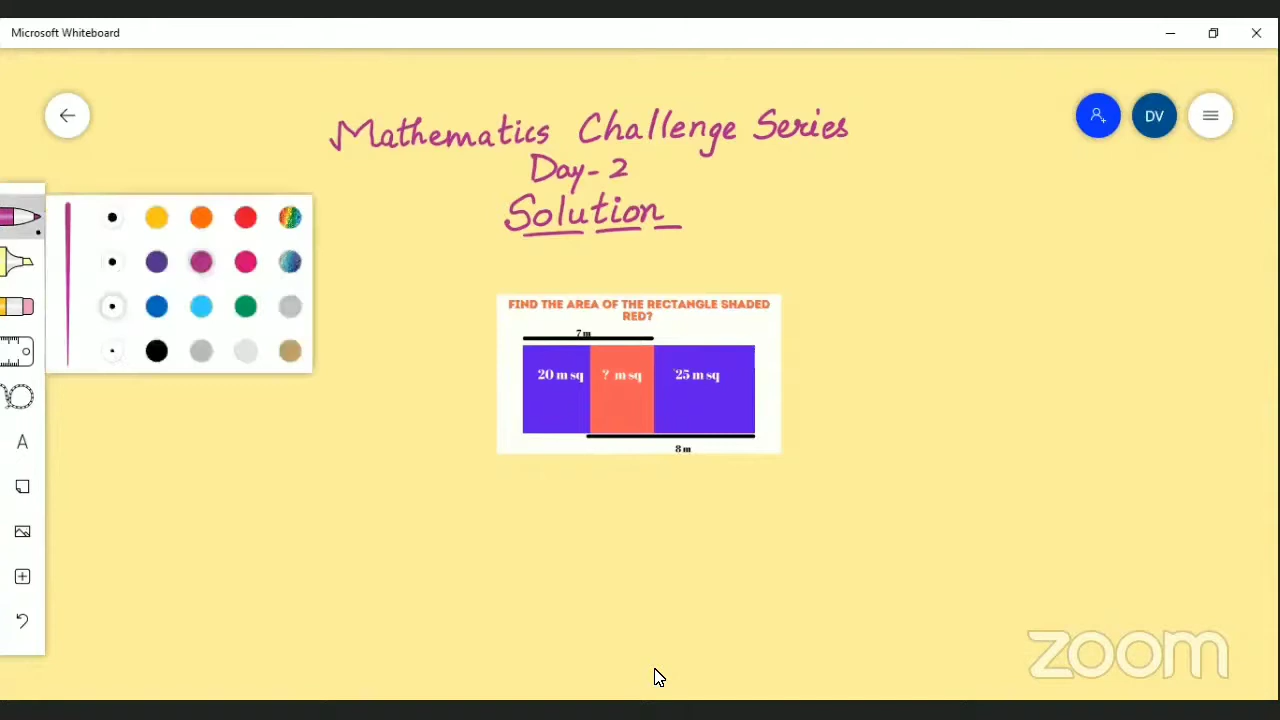 Microsoft Whiteboard
Mathematics Challenge Series
DV
Day-2
Solution
FIND THE AREA OF THE RECTANGLE SHADED
RED?
7 m
20 m sq ? m sq 25 m sq
8 m
A
zoom